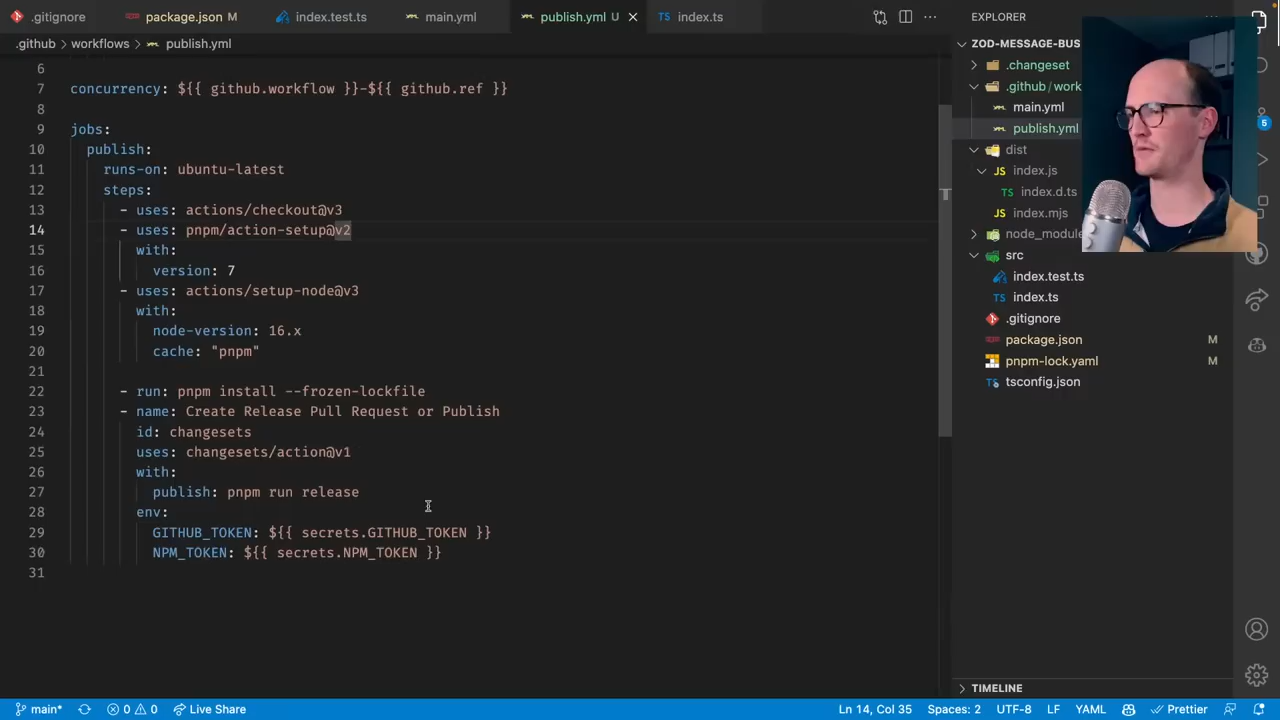 .gitignore
package.json M
index.test.ts
main.yml
publish.yml U
index.ts
.github
workflows
publish.yml
6
7 concurrency: ${{ github.workflow }}-${{ github.ref }}
8
9 jobs:
10 publish:
11 runs-on: ubuntu-latest
12 steps:
13 - uses: actions/checkout@v3
14 - uses: pnpm/action-setup@v2
15 with:
16 version: 7
17 - uses: actions/setup-node@v3
18 with:
19 node-version: 16.x
20 cache: "pnpm"
21
22 - run: pnpm install --frozen-lockfile
23 - name: Create Release Pull Request or Publish
24 id: changesets
25 uses: changesets/action@v1
26 with:
27 publish: pnpm run release
28 env:
29 GITHUB_TOKEN: ${{ secrets.GITHUB_TOKEN }}
30 NPM_TOKEN: ${{ secrets.NPM_TOKEN }}
31
EXPLORER
ZOD-MESSAGE-BUS
.changeset
.github/work
main.yml
publish.yml
dist
JS index.js
TS index.d.ts
JS index.mjs
node_module
src
index.test.ts
TS index.ts
.gitignore
package.json M
pnpm-lock.yaml M
tsconfig.json
TIMELINE
5
main*
0
0
Live Share
Ln 14, Col 35
Spaces: 2
UTF-8
LF
YAML
Prettier